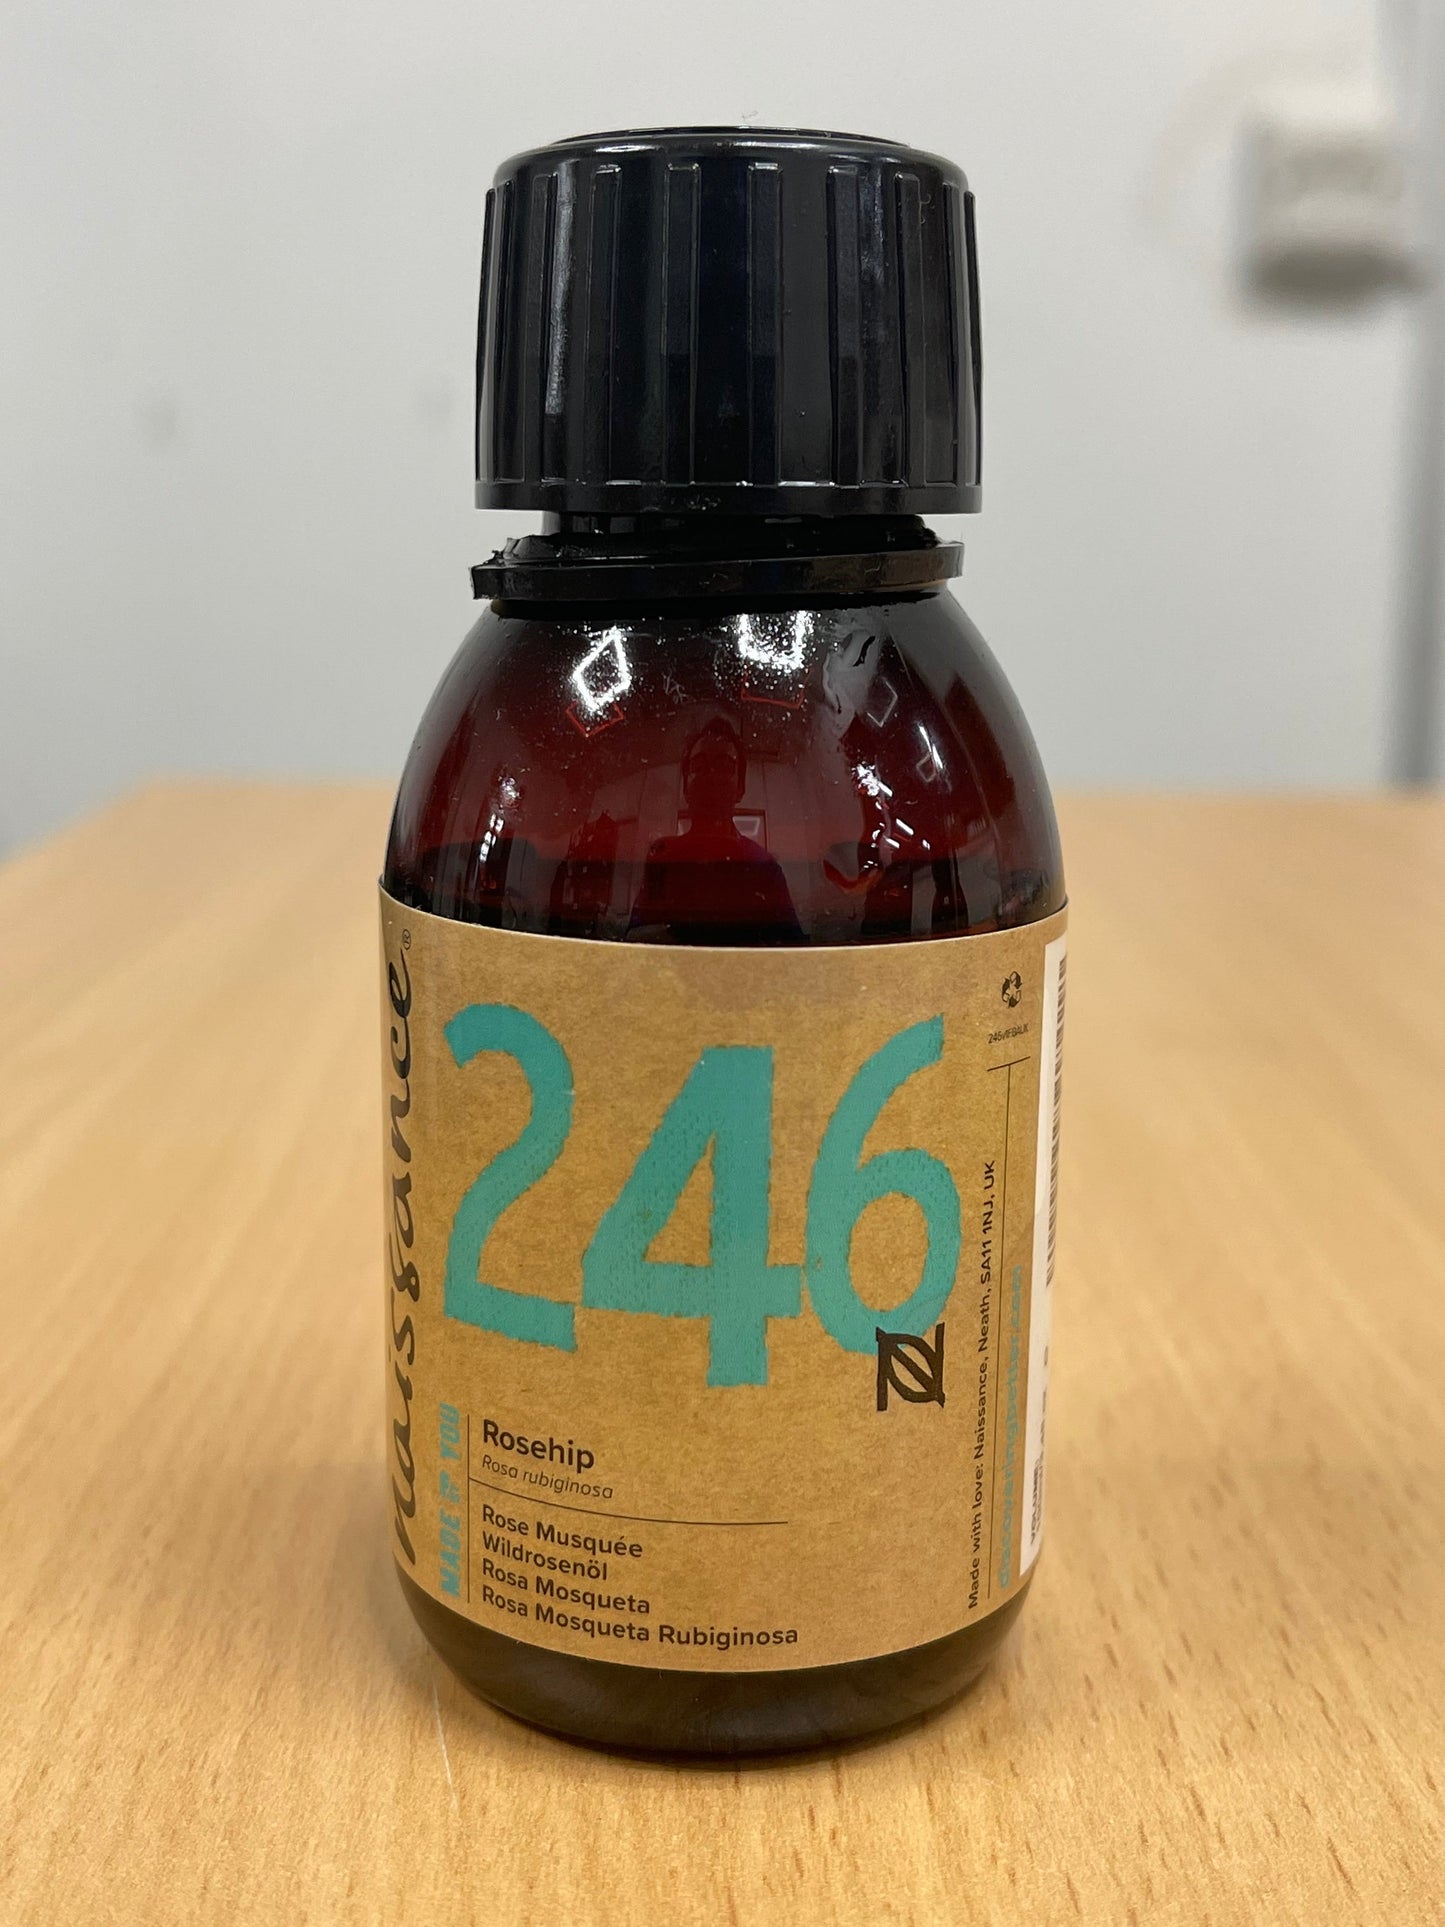 naissance®
246
MADE BY YOU
Rosehip
Rosa rubiginosa
Rose Musquée
Wildrosenöl
Rosa Mosqueta
Rosa Mosqueta Rubiginosa
Made with love: Naissance, Neath, SA11 1NJ, UK
VOLUME: